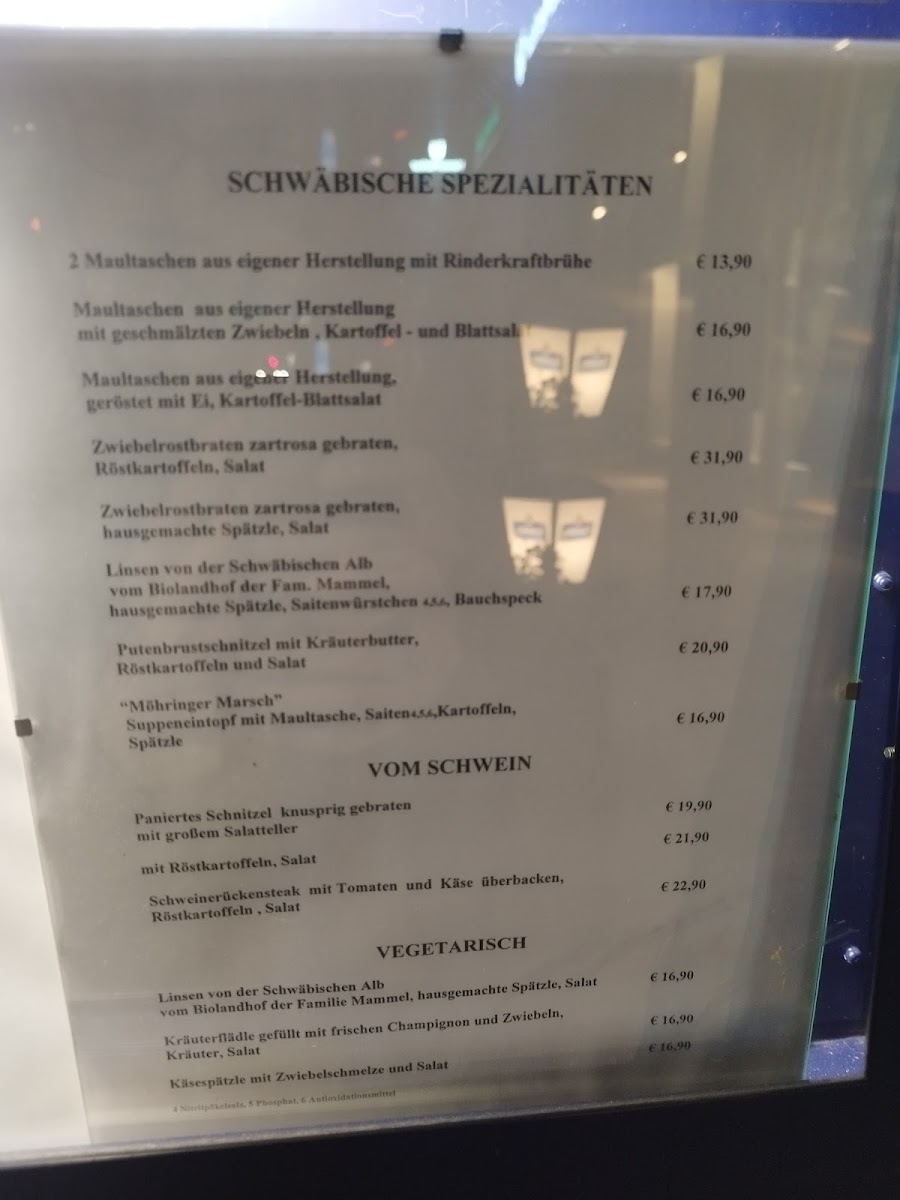 SCHWÄBISCHE SPEZIALITÄTEN
2 Maultaschen aus eigener Herstellung mit Rinderkraftbrühe € 13,90
Maultaschen aus eigener Herstellung
mit geschmälzten Zwiebeln , Kartoffel - und Blattsalat € 16,90
Maultaschen aus eigener Herstellung,
geröstet mit Ei, Kartoffel-Blattsalat € 16,90
Zwiebelrostbraten zartrosa gebraten,
Röstkartoffeln, Salat € 31,90
Zwiebelrostbraten zartrosa gebraten,
hausgemachte Spätzle, Salat € 31,90
Linsen von der Schwäbischen Alb
vom Biolandhof der Fam. Mammel,
hausgemachte Spätzle, Saitenwürstchen 4,5,6, Bauchspeck € 17,90
Putenbrustschnitzel mit Kräuterbutter,
Röstkartoffeln und Salat € 20,90
“Möhringer Marsch”
Suppeneintopf mit Maultasche, Saiten4,5,6,Kartoffeln,
Spätzle € 16,90
VOM SCHWEIN
Paniertes Schnitzel knusprig gebraten
mit großem Salatteller € 19,90
mit Röstkartoffeln, Salat € 21,90
Schweinerückensteak mit Tomaten und Käse überbacken,
Röstkartoffeln , Salat € 22,90
VEGETARISCH
Linsen von der Schwäbischen Alb
vom Biolandhof der Familie Mammel, hausgemachte Spätzle, Salat € 16,90
Kräuterflädle gefüllt mit frischen Champignon und Zwiebeln,
Kräuter, Salat € 16,90
Käsespätzle mit Zwiebelschmelze und Salat € 16,90
4 Nitritpökelsalz, 5 Phosphat, 6 Antioxidationsmittel